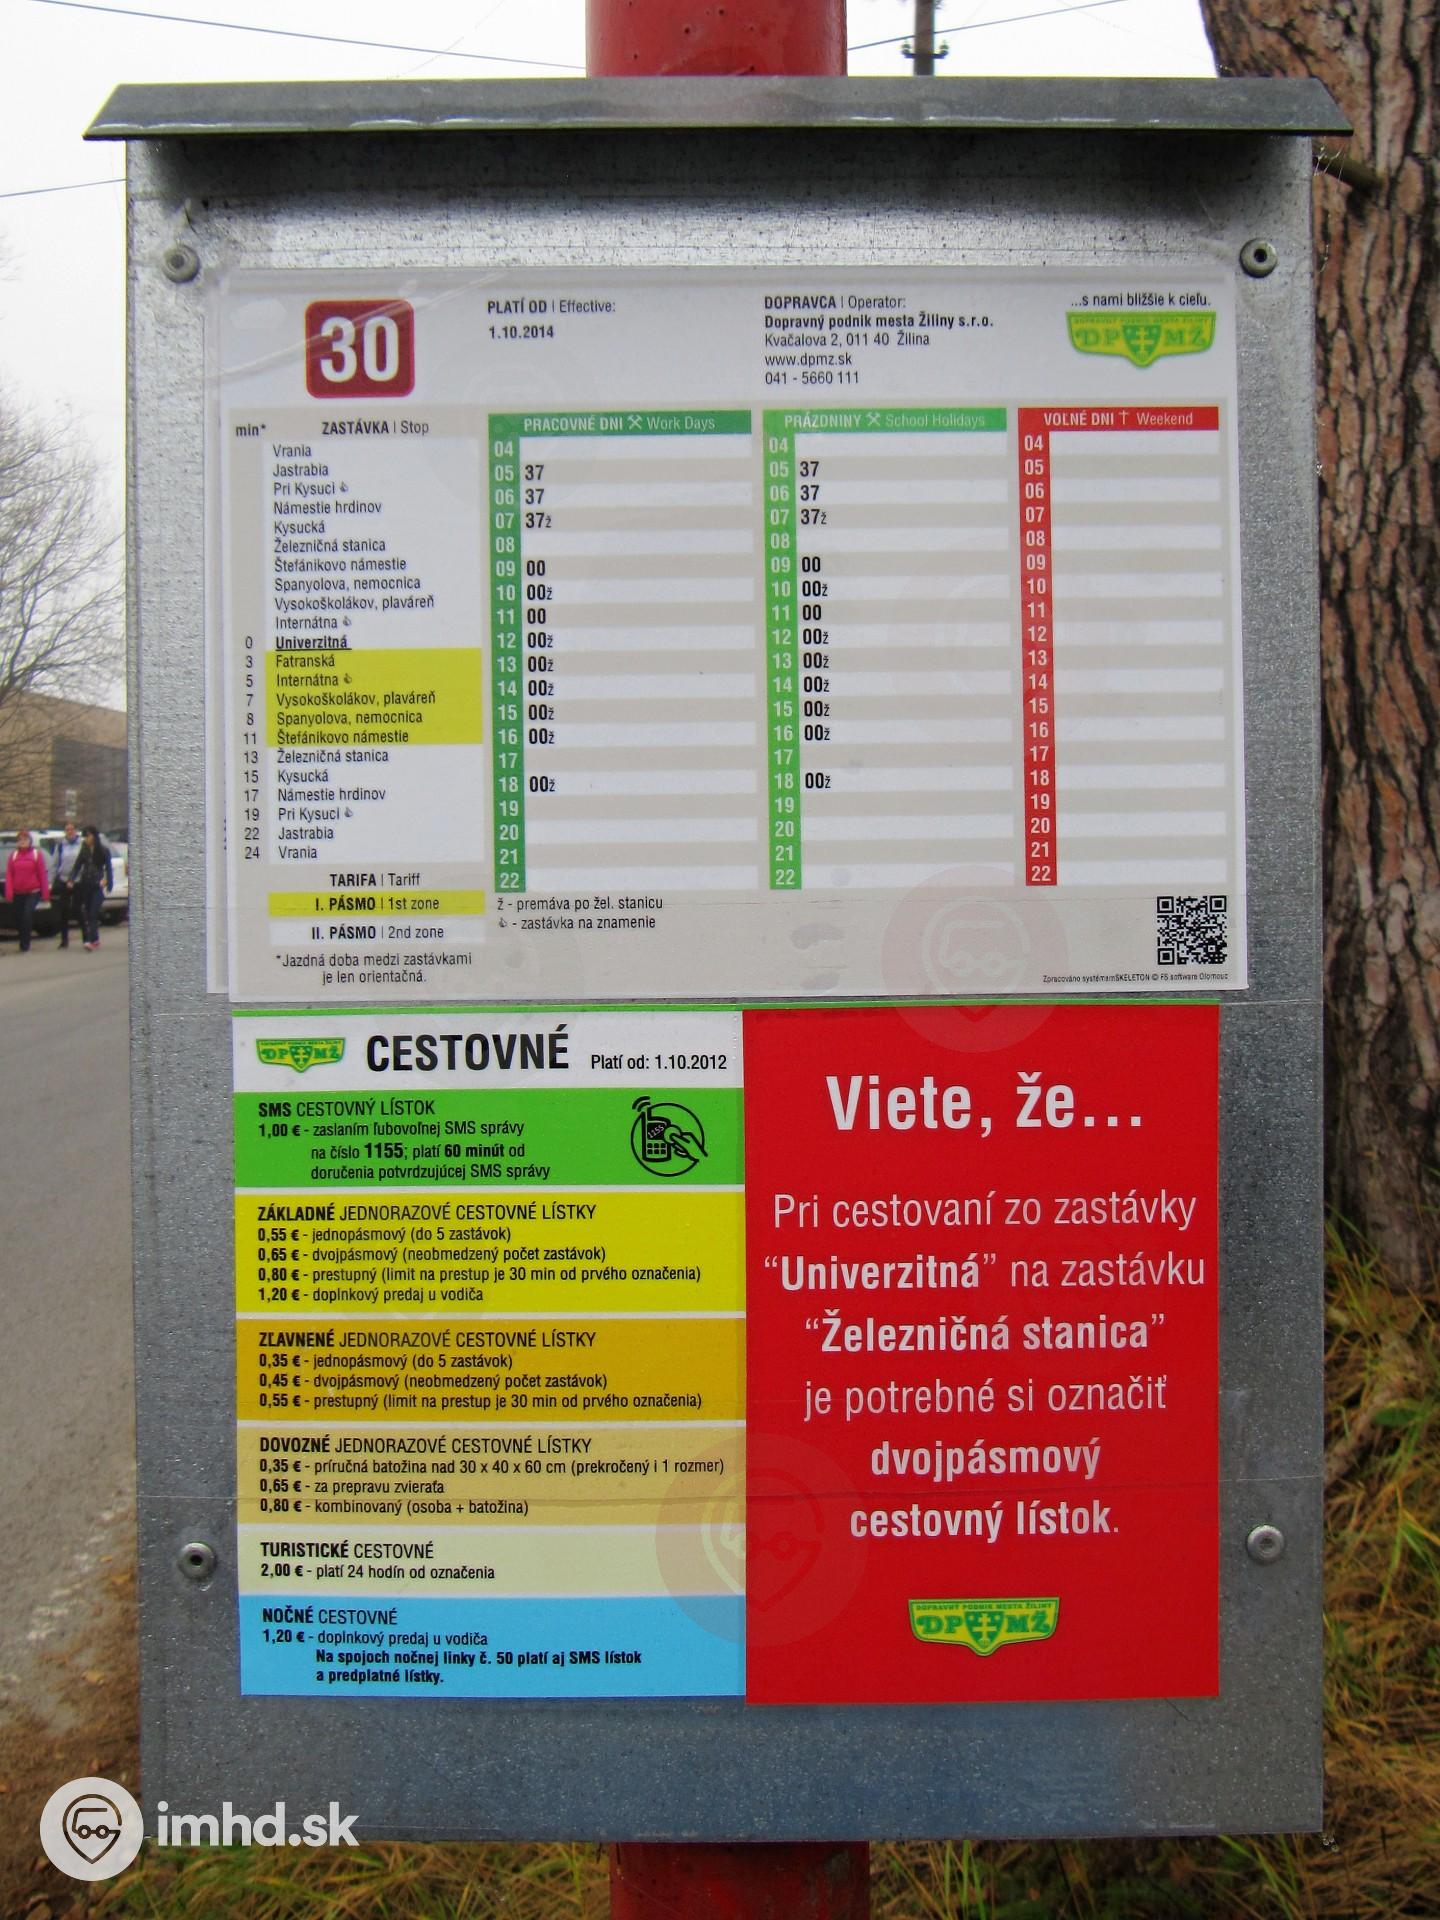 30
PLATÍ OD | Effective:
1.10.2014
DOPRAVCA | Operator:
Dopravný podnik mesta Žiliny s.r.o.
Kvačalova 2, 011 40 Žilina
www.dpmz.sk
041 - 5660 111
...s nami bližšie k cieľu.
DOPRAVNÝ PODNIK MESTA ŽILINY
DPMŽ
min* ZASTÁVKA | Stop
Vrania
Jastrabia
Pri Kysuci
Námestie hrdinov
Kysucká
Železničná stanica
Štefánikovo námestie
Spanyolova, nemocnica
Vysokoškolákov, plaváreň
Internátna
0 Univerzitná
3 Fatranská
5 Internátna
7 Vysokoškolákov, plaváreň
8 Spanyolova, nemocnica
11 Štefánikovo námestie
13 Železničná stanica
15 Kysucká
17 Námestie hrdinov
19 Pri Kysuci
22 Jastrabia
24 Vrania
TARIFA | Tariff
I. PÁSMO | 1st zone
II. PÁSMO | 2nd zone
*Jazdná doba medzi zastávkami
je len orientačná.
PRACOVNÉ DNI Work Days
04
05 37
06 37
07 37ž
08
09 00
10 00ž
11 00
12 00ž
13 00ž
14 00ž
15 00ž
16 00ž
17
18 00ž
19
20
21
22
PRÁZDNINY School Holidays
04
05 37
06 37
07 37ž
08
09 00
10 00ž
11 00
12 00ž
13 00ž
14 00ž
15 00ž
16 00ž
17
18 00ž
19
20
21
22
VOĽNÉ DNI † Weekend
04
05
06
07
08
09
10
11
12
13
14
15
16
17
18
19
20
21
22
ž - premáva po žel. stanicu
- zastávka na znamenie
Zpracováno systémemSKELETON © FS software Olomouc
DPMŽ
CESTOVNÉ Platí od: 1.10.2012
SMS CESTOVNÝ LÍSTOK
1,00 € - zaslaním ľubovoľnej SMS správy
na číslo 1155; platí 60 minút od
doručenia potvrdzujúcej SMS správy
1155
ZÁKLADNÉ JEDNORAZOVÉ CESTOVNÉ LÍSTKY
0,55 € - jednopásmový (do 5 zastávok)
0,65 € - dvojpásmový (neobmedzený počet zastávok)
0,80 € - prestupný (limit na prestup je 30 min od prvého označenia)
1,20 € - doplnkový predaj u vodiča
ZĽAVNENÉ JEDNORAZOVÉ CESTOVNÉ LÍSTKY
0,35 € - jednopásmový (do 5 zastávok)
0,45 € - dvojpásmový (neobmedzený počet zastávok)
0,55 € - prestupný (limit na prestup je 30 min od prvého označenia)
DOVOZNÉ JEDNORAZOVÉ CESTOVNÉ LÍSTKY
0,35 € - príručná batožina nad 30 x 40 x 60 cm (prekročený i 1 rozmer)
0,65 € - za prepravu zvieraťa
0,80 € - kombinovaný (osoba + batožina)
TURISTICKÉ CESTOVNÉ
2,00 € - platí 24 hodín od označenia
NOČNÉ CESTOVNÉ
1,20 € - doplnkový predaj u vodiča
Na spojoch nočnej linky č. 50 platí aj SMS lístok
a predplatné lístky.
Viete, že...
Pri cestovaní zo zastávky
“Univerzitná” na zastávku
“Železničná stanica”
je potrebné si označiť
dvojpásmový
cestovný lístok.
DOPRAVNÝ PODNIK MESTA ŽILINY
DPMŽ
imhd.sk